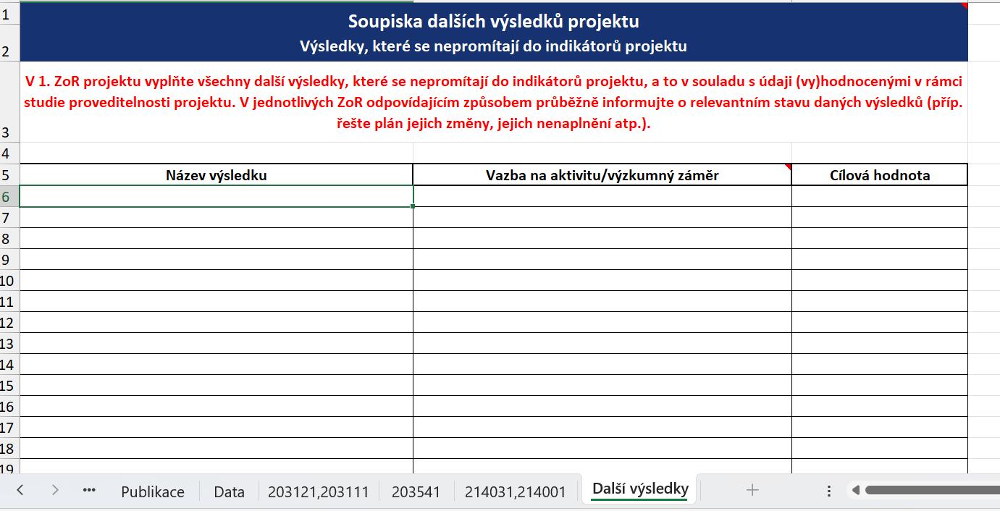 1
Soupiska dalších výsledků projektu
2
Výsledky, které se nepromítají do indikátorů projektu
V 1. ZoR projektu vyplňte všechny další výsledky, které se nepromítají do indikátorů projektu, a to v souladu s údaji (vy)hodnocenými v rámci
studie proveditelnosti projektu. V jednotlivých ZoR odpovídajícím způsobem průběžně informujte o relevantním stavu daných výsledků (příp.
řešte plán jejich změny, jejich nenaplnění atp.).
3
4
5 Název výsledku Vazba na aktivitu/výzkumný záměr Cílová hodnota
6
7
8
9
10
11
12
13
14
15
16
17
18
19
Publikace Data 203121,203111 203541 214031,214001 Další výsledky